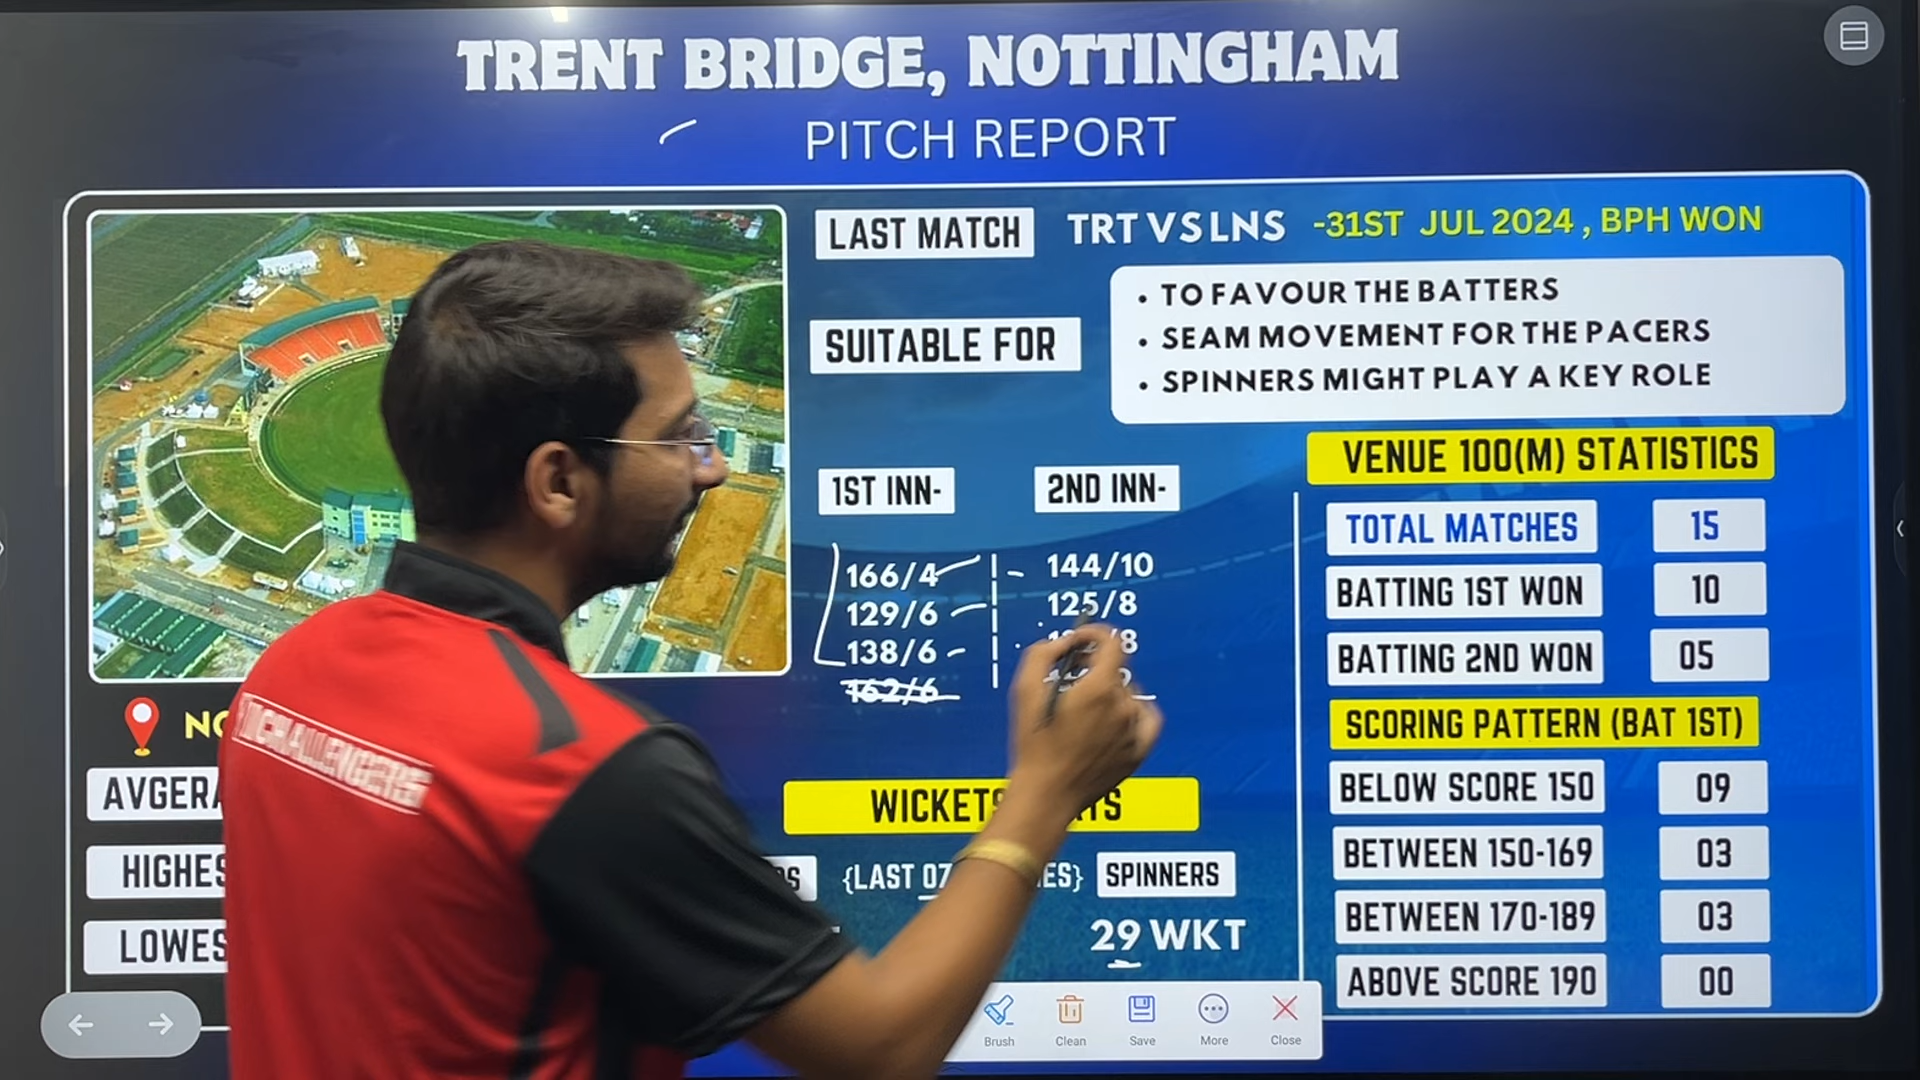 TRENT BRIDGE, NOTTINGHAM
PITCH REPORT
LAST MATCH TRT VS LNS -31ST JUL 2024 , BPH WON
SUITABLE FOR
• TO FAVOUR THE BATTERS
• SEAM MOVEMENT FOR THE PACERS
• SPINNERS MIGHT PLAY A KEY ROLE
1ST INN- 2ND INN-
166/4 144/10
129/6 125/8
138/6
162/6
VENUE 100(M) STATISTICS
TOTAL MATCHES 15
BATTING 1ST WON 10
BATTING 2ND WON 05
SCORING PATTERN (BAT 1ST)
BELOW SCORE 150 09
BETWEEN 150-169 03
BETWEEN 170-189 03
ABOVE SCORE 190 00
{LAST 07 SPINNERS
29 WKT
Brush Clean Save More Close